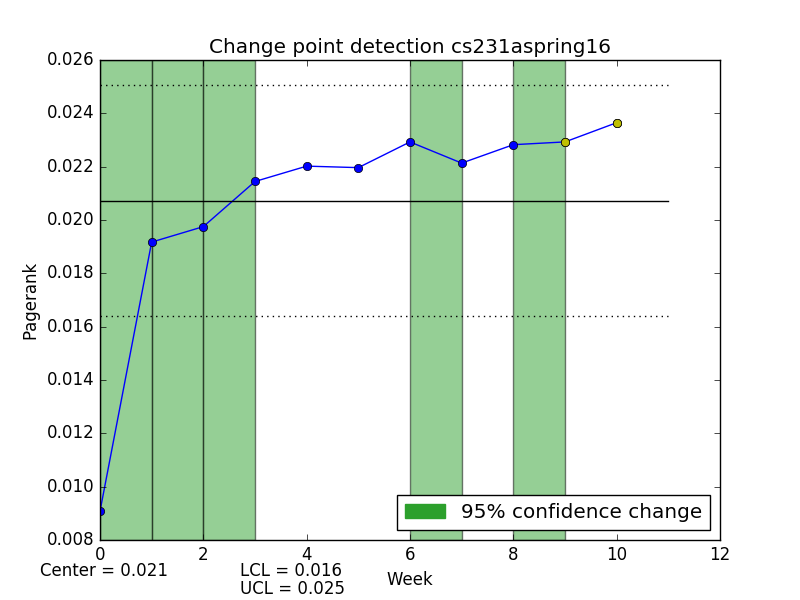 Change point detection cs231aspring16
0.026
0.024
0.022
0.020
0.018
0.016
0.014
0.012
0.010
0.008
Pagerank
95% confidence change
0 2 4 6 8 10 12
Center = 0.021 LCL = 0.016
Week
UCL = 0.025